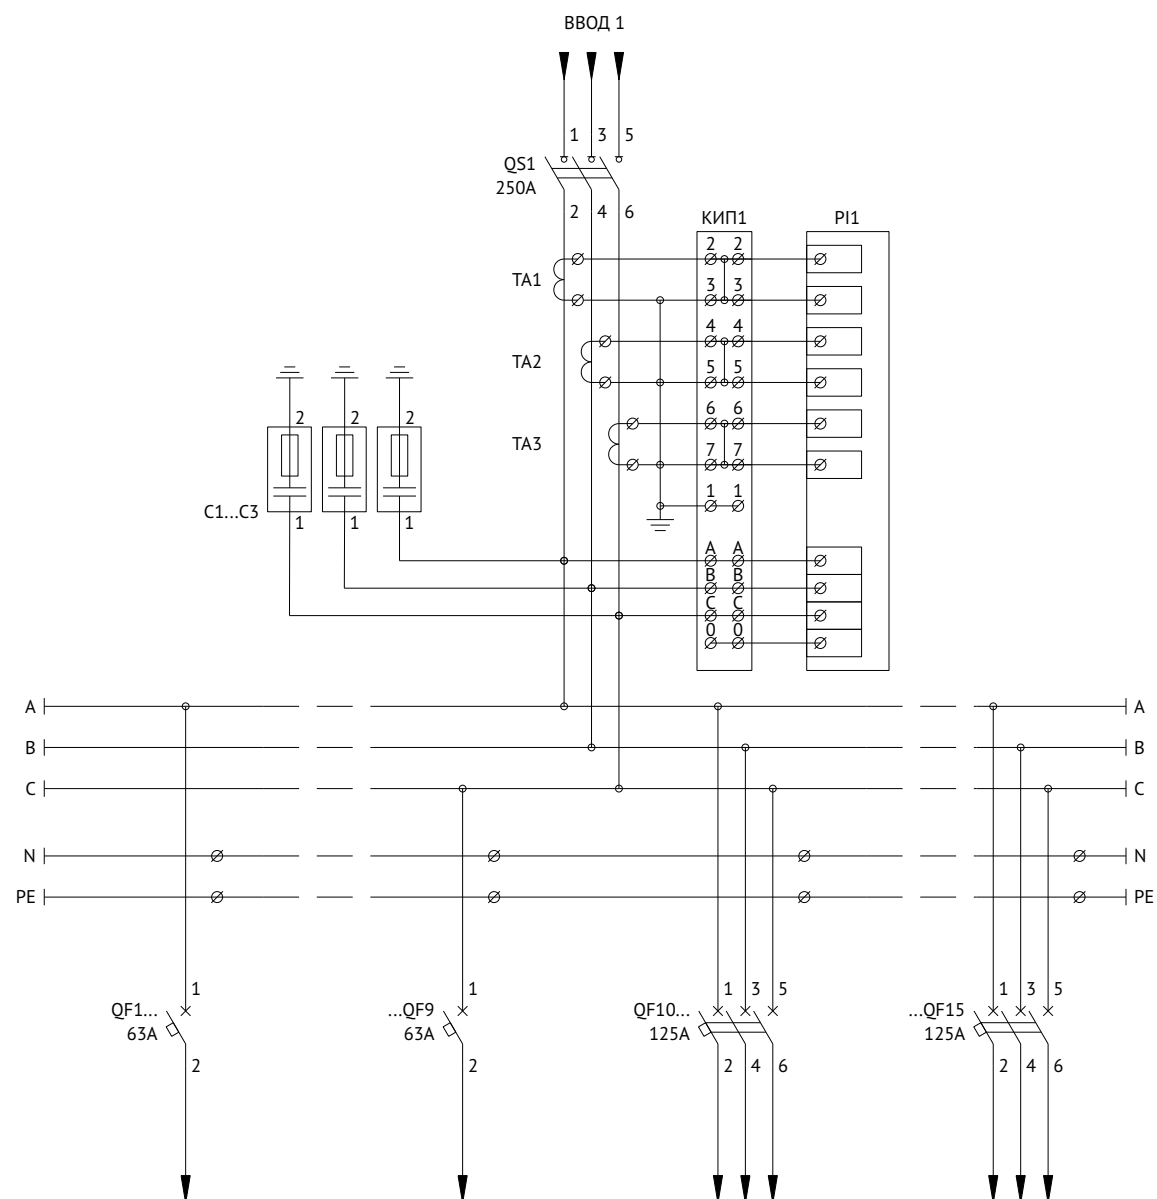 ВВОД 1
1 3 5
QS1
250А
2 4 6
КИП1 PI1
2 2
TA1
3 3
4 4
TA2
5 5
6 6
TA3
7 7
1 1
2 2 2
C1...C3
1 1 1
A A
B B
C C
0 0
A A
B B
C C
N N
PE PE
1 1 1 3 5 1 3 5
QF1... ...QF9 QF10... ...QF15
63А 63А 125А 125А
2 2 2 4 6 2 4 6